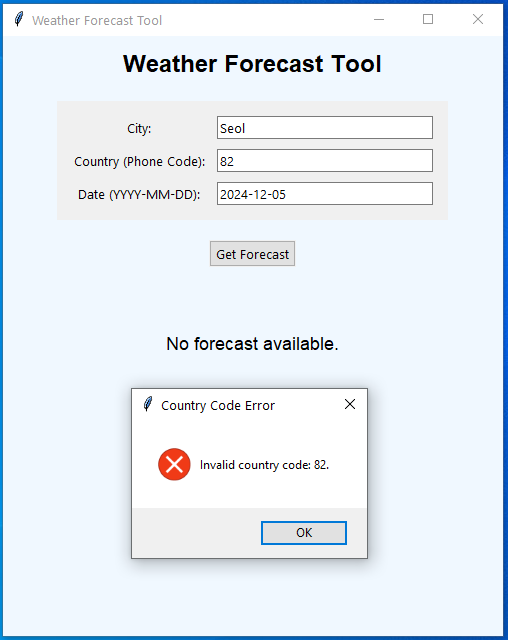 Weather Forecast Tool
Weather Forecast Tool
City: Seol
Country (Phone Code): 82
Date (YYYY-MM-DD): 2024-12-05
Get Forecast
No forecast available.
Country Code Error
Invalid country code: 82.
OK